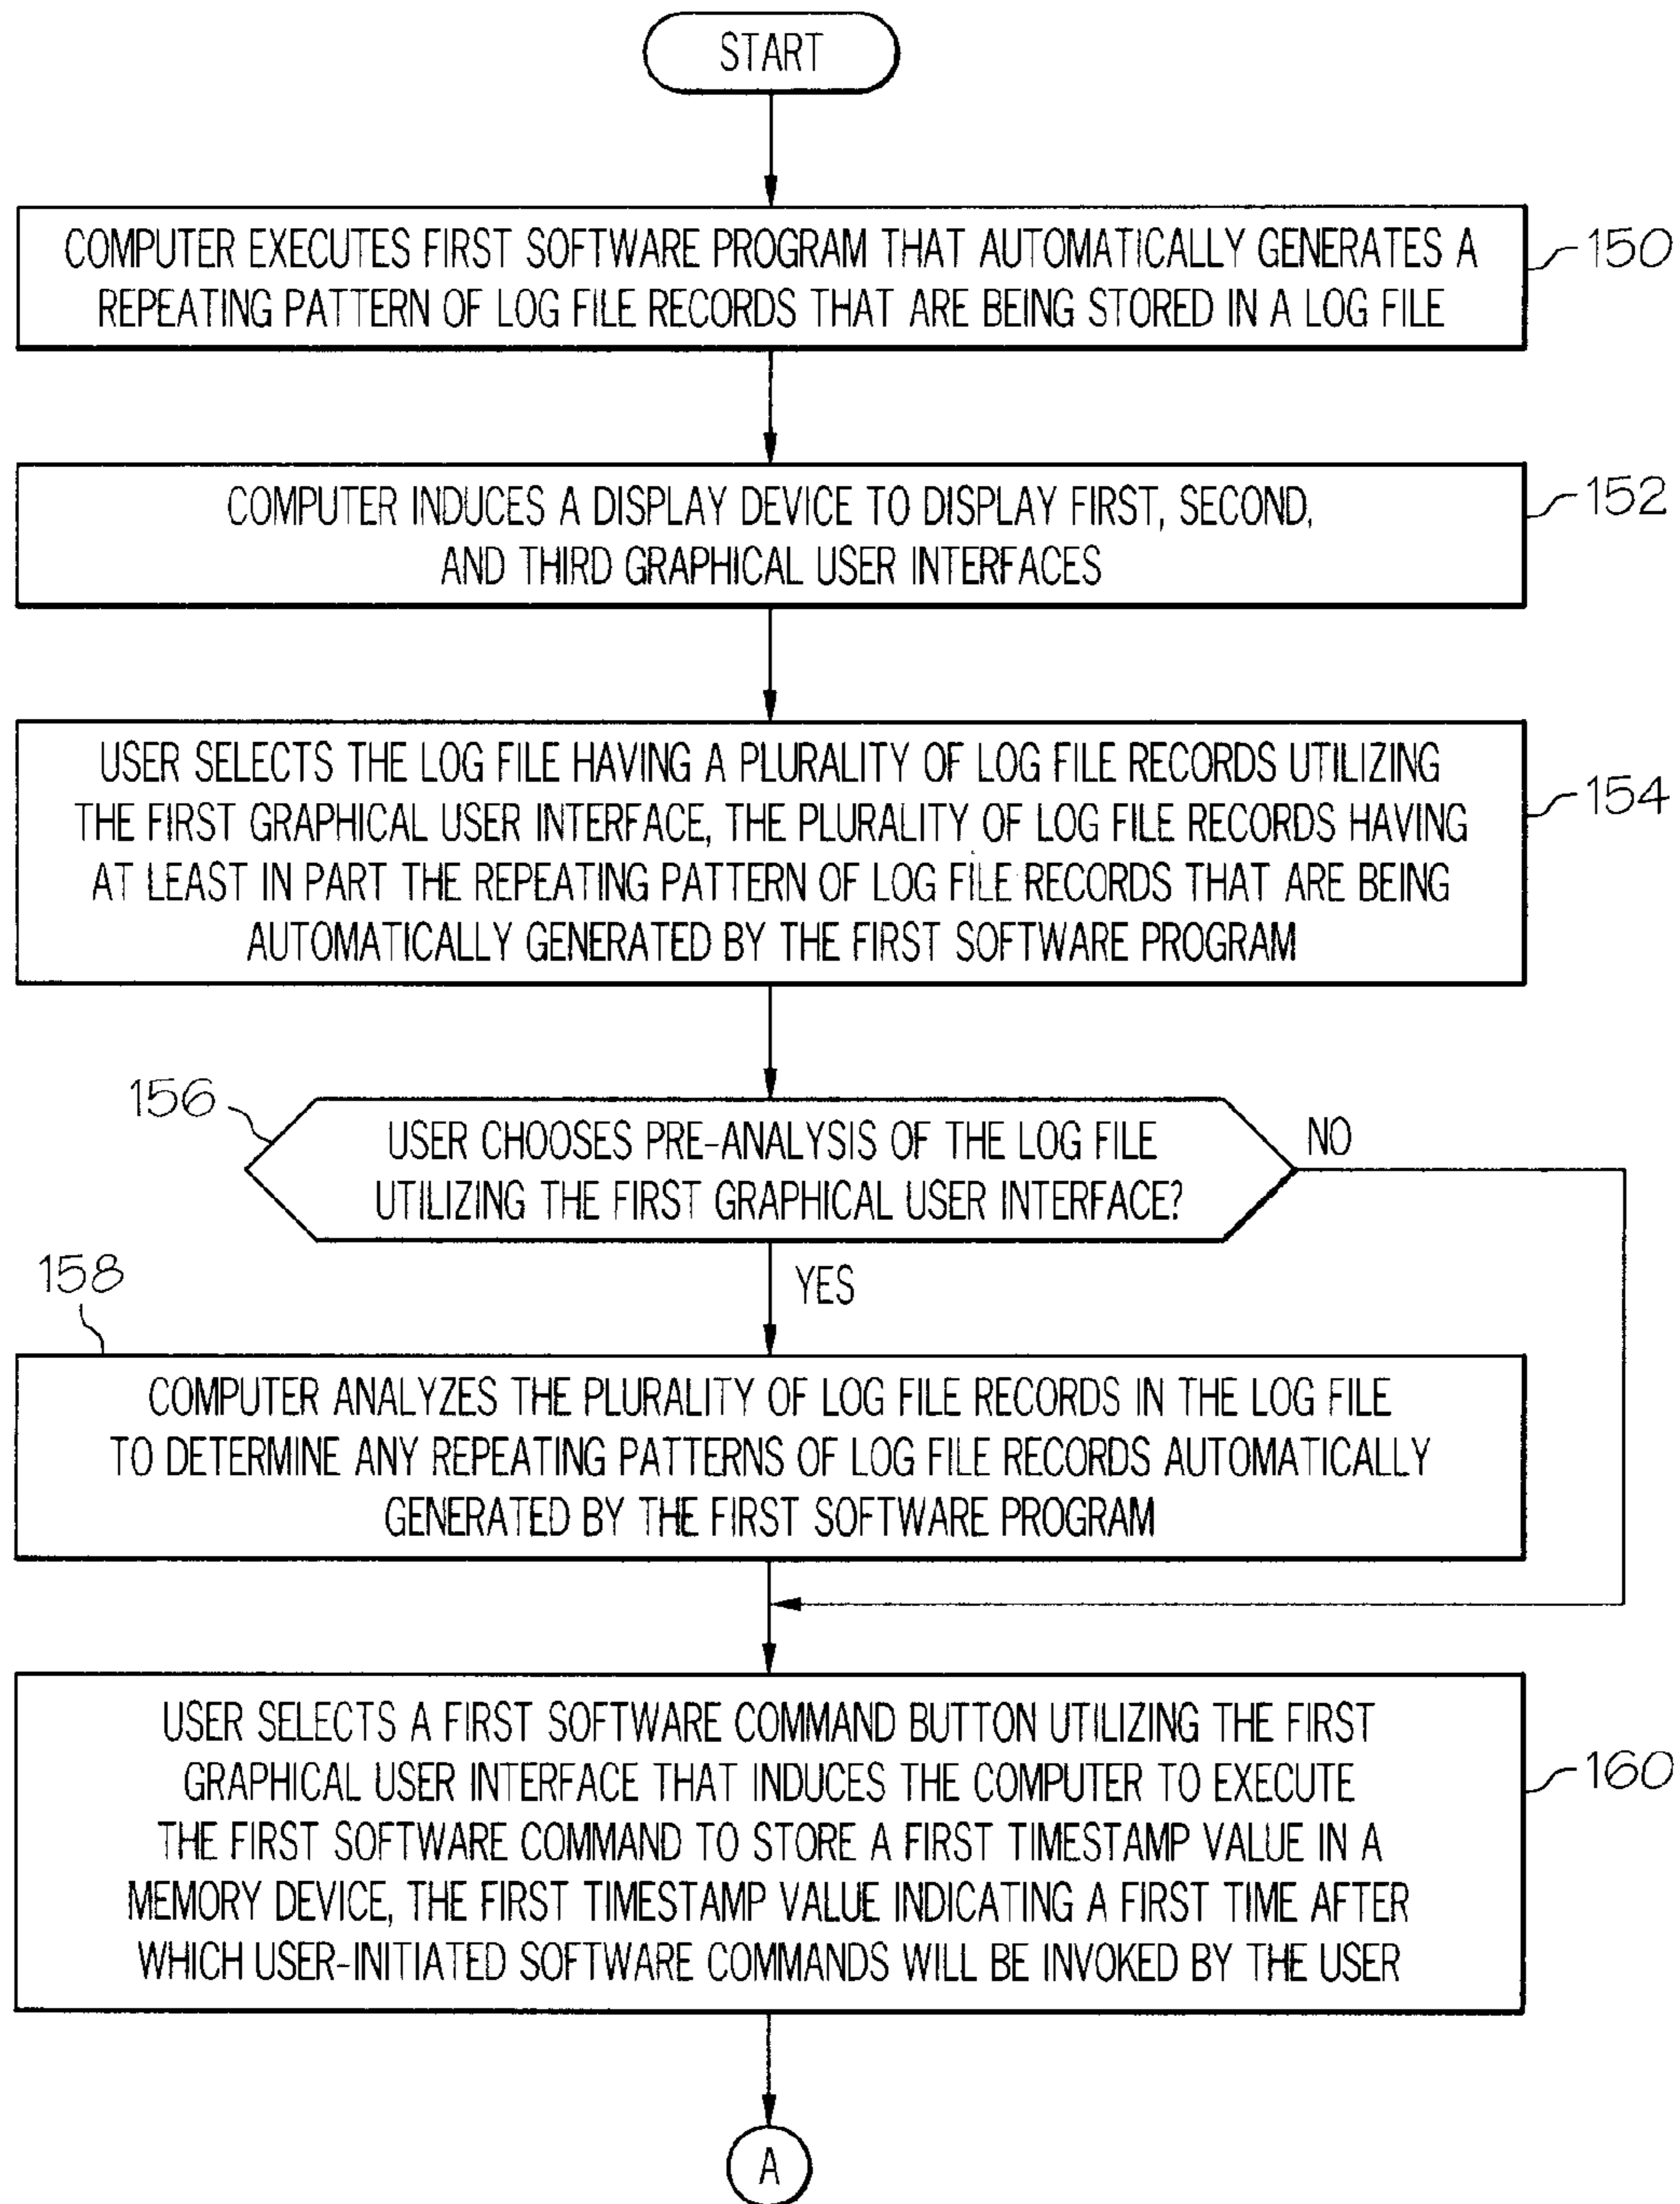 START
COMPUTER EXECUTES FIRST SOFTWARE PROGRAM THAT AUTOMATICALLY GENERATES A
REPEATING PATTERN OF LOG FILE RECORDS THAT ARE BEING STORED IN A LOG FILE
150
COMPUTER INDUCES A DISPLAY DEVICE TO DISPLAY FIRST, SECOND,
AND THIRD GRAPHICAL USER INTERFACES
152
USER SELECTS THE LOG FILE HAVING A PLURALITY OF LOG FILE RECORDS UTILIZING
THE FIRST GRAPHICAL USER INTERFACE, THE PLURALITY OF LOG FILE RECORDS HAVING
AT LEAST IN PART THE REPEATING PATTERN OF LOG FILE RECORDS THAT ARE BEING
AUTOMATICALLY GENERATED BY THE FIRST SOFTWARE PROGRAM
154
156
USER CHOOSES PRE-ANALYSIS OF THE LOG FILE
UTILIZING THE FIRST GRAPHICAL USER INTERFACE?
NO
YES
158
COMPUTER ANALYZES THE PLURALITY OF LOG FILE RECORDS IN THE LOG FILE
TO DETERMINE ANY REPEATING PATTERNS OF LOG FILE RECORDS AUTOMATICALLY
GENERATED BY THE FIRST SOFTWARE PROGRAM
USER SELECTS A FIRST SOFTWARE COMMAND BUTTON UTILIZING THE FIRST
GRAPHICAL USER INTERFACE THAT INDUCES THE COMPUTER TO EXECUTE
THE FIRST SOFTWARE COMMAND TO STORE A FIRST TIMESTAMP VALUE IN A
MEMORY DEVICE, THE FIRST TIMESTAMP VALUE INDICATING A FIRST TIME AFTER
WHICH USER-INITIATED SOFTWARE COMMANDS WILL BE INVOKED BY THE USER
160
A